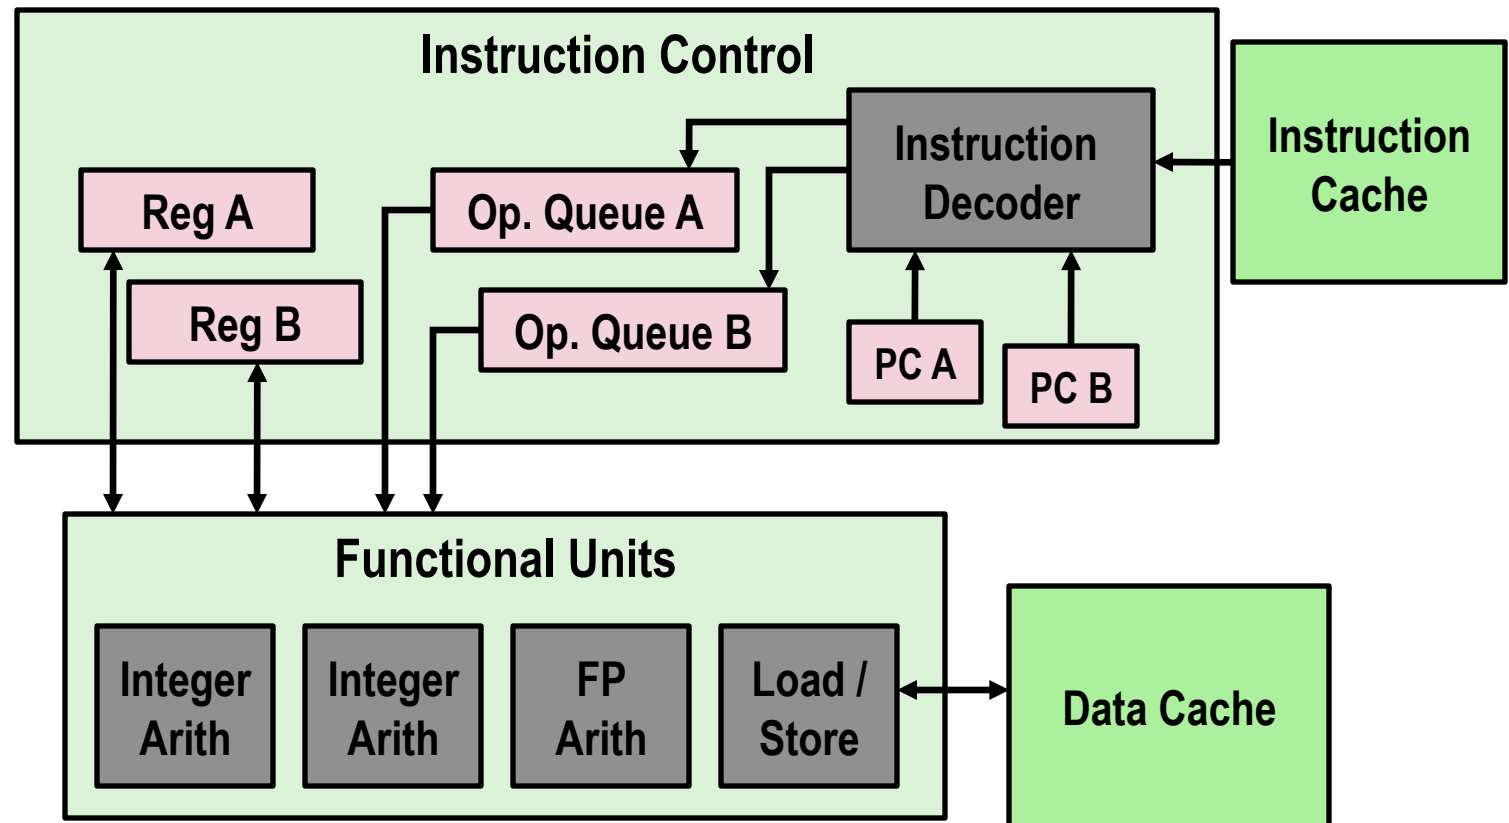 Instruction Control
Instruction
Decoder
Instruction
Cache
Reg A
Op. Queue A
Reg B
Op. Queue B
PC A
PC B
Functional Units
Integer
Arith
Integer
Arith
FP
Arith
Load /
Store
Data Cache